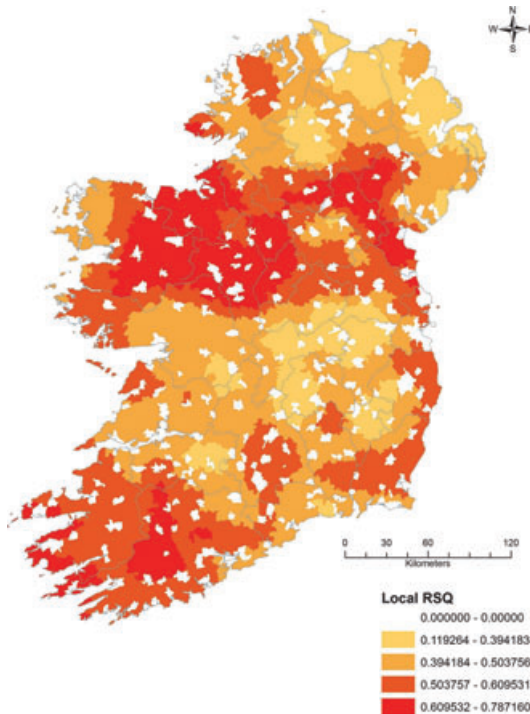 N
W
S
0 30 60 120
Kilometers
Local RSQ
0.000000 - 0.00000
0.119264 - 0.394183
0.394184 - 0.503756
0.503757 - 0.609531
0.609532 - 0.787160